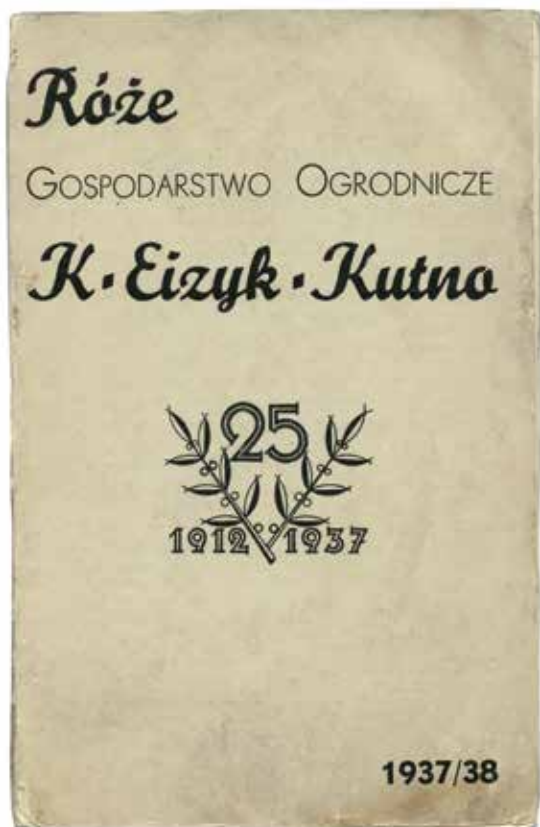 Róże
GOSPODARSTWO OGRODNICZE
K · Eizyk · Kutno
25
1912 1937
1937/38